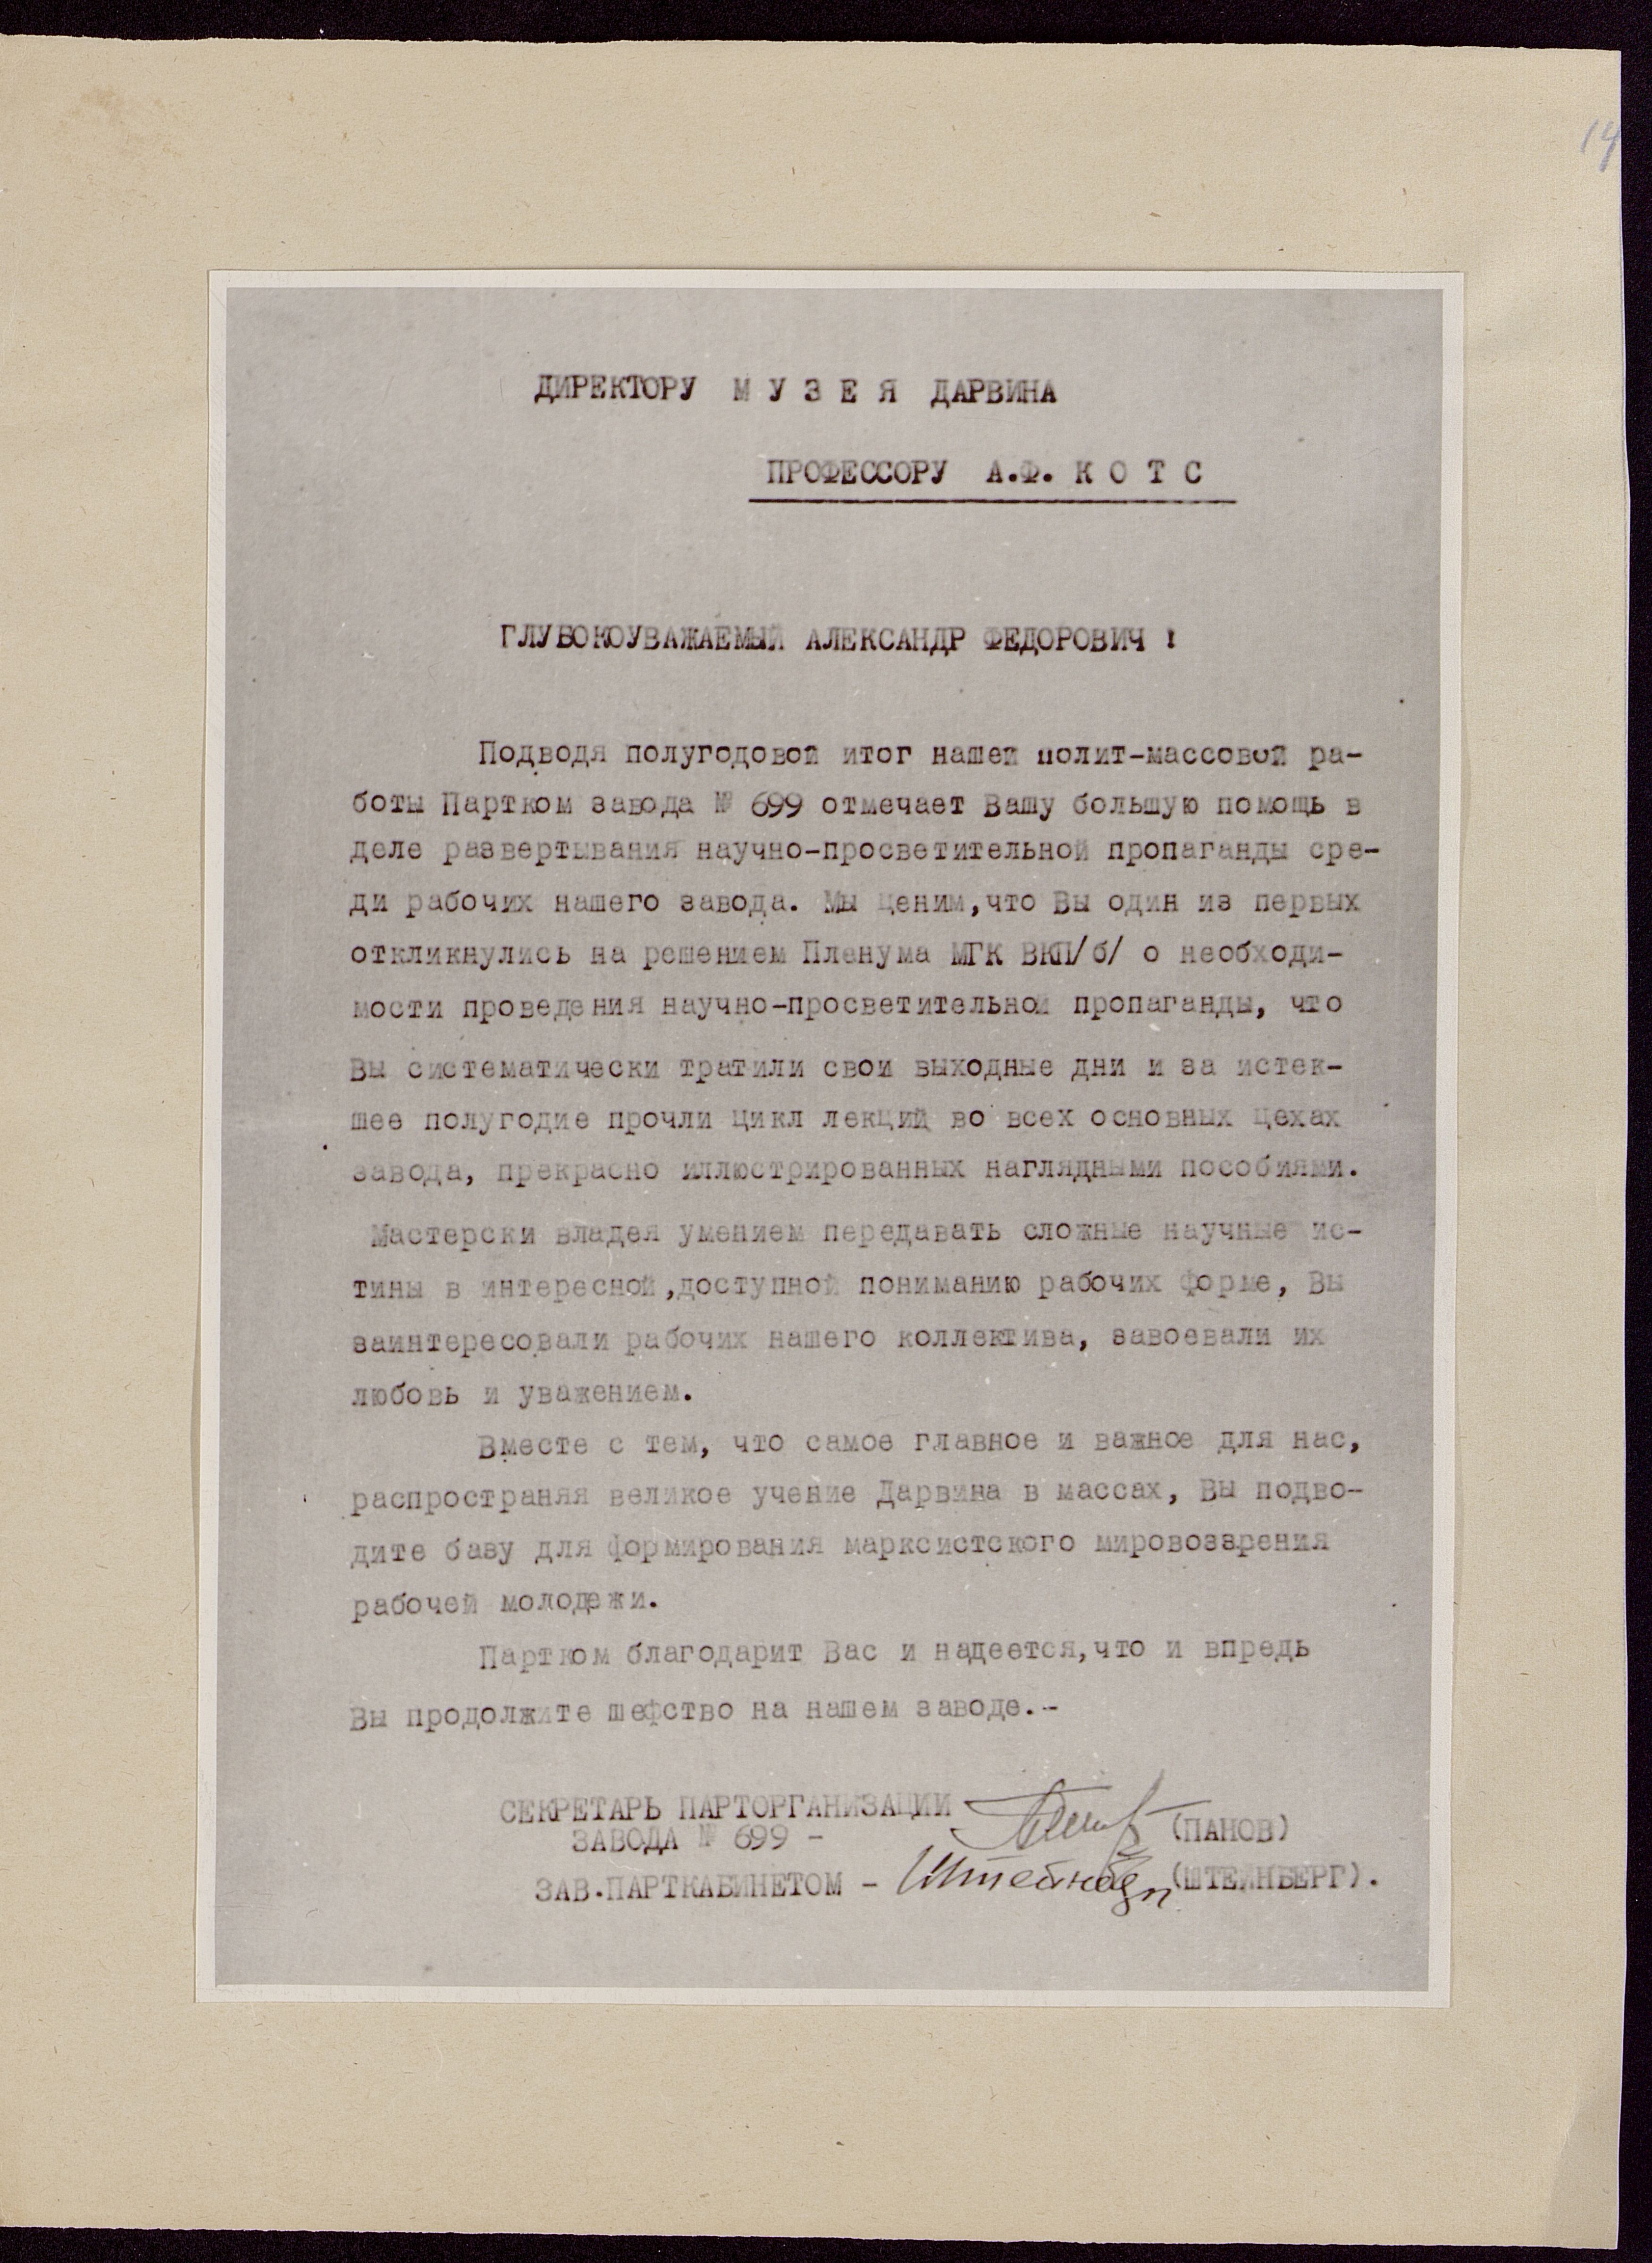 14
ДИРЕКТОРУ М У З Е Я ДАРВИНА
ПРОФЕССОРУ А.Ф. К О Т С
ГЛУБОКОУВАЖАЕМЫЙ АЛЕКСАНДР ФЕДОРОВИЧ !
Подводя полугодовой итог нашей полит-массовой ра-
боты Партком завода № 699 отмечает Вашу большую помощь в
деле развертывания научно-просветительной пропаганды сре-
ди рабочих нашего завода. Мы ценим,что Вы один из первых
откликнулись на решением Пленума МГК ВКП/б/ о необходи-
мости проведения научно-просветительной пропаганды, что
Вы систематически тратили свои выходные дни и за истек-
шее полугодие прочли цикл лекций во всех основных цехах
завода, прекрасно иллюстрированных наглядными пособиями.
Мастерски владея умением передавать сложные научные ис-
тины в интересной,доступной пониманию рабочих форме, Вы
заинтересовали рабочих нашего коллектива, завоевали их
любовь и уважением.
Вместе с тем, что самое главное и важное для нас,
распространяя великое учение Дарвина в массах, Вы подво-
дите базу для формирования марксистского мировоззрения
рабочей молодежи.
Партком благодарит Вас и надеется,что и впредь
Вы продолжите шефство на нашем заводе.-
СЕКРЕТАРЬ ПАРТОРГАНИЗАЦИИ (ПАНОВ)
ЗАВОДА № 699 -
ЗАВ.ПАРТКАБИНЕТОМ - Штейнбер (ШТЕЙНБЕРГ).